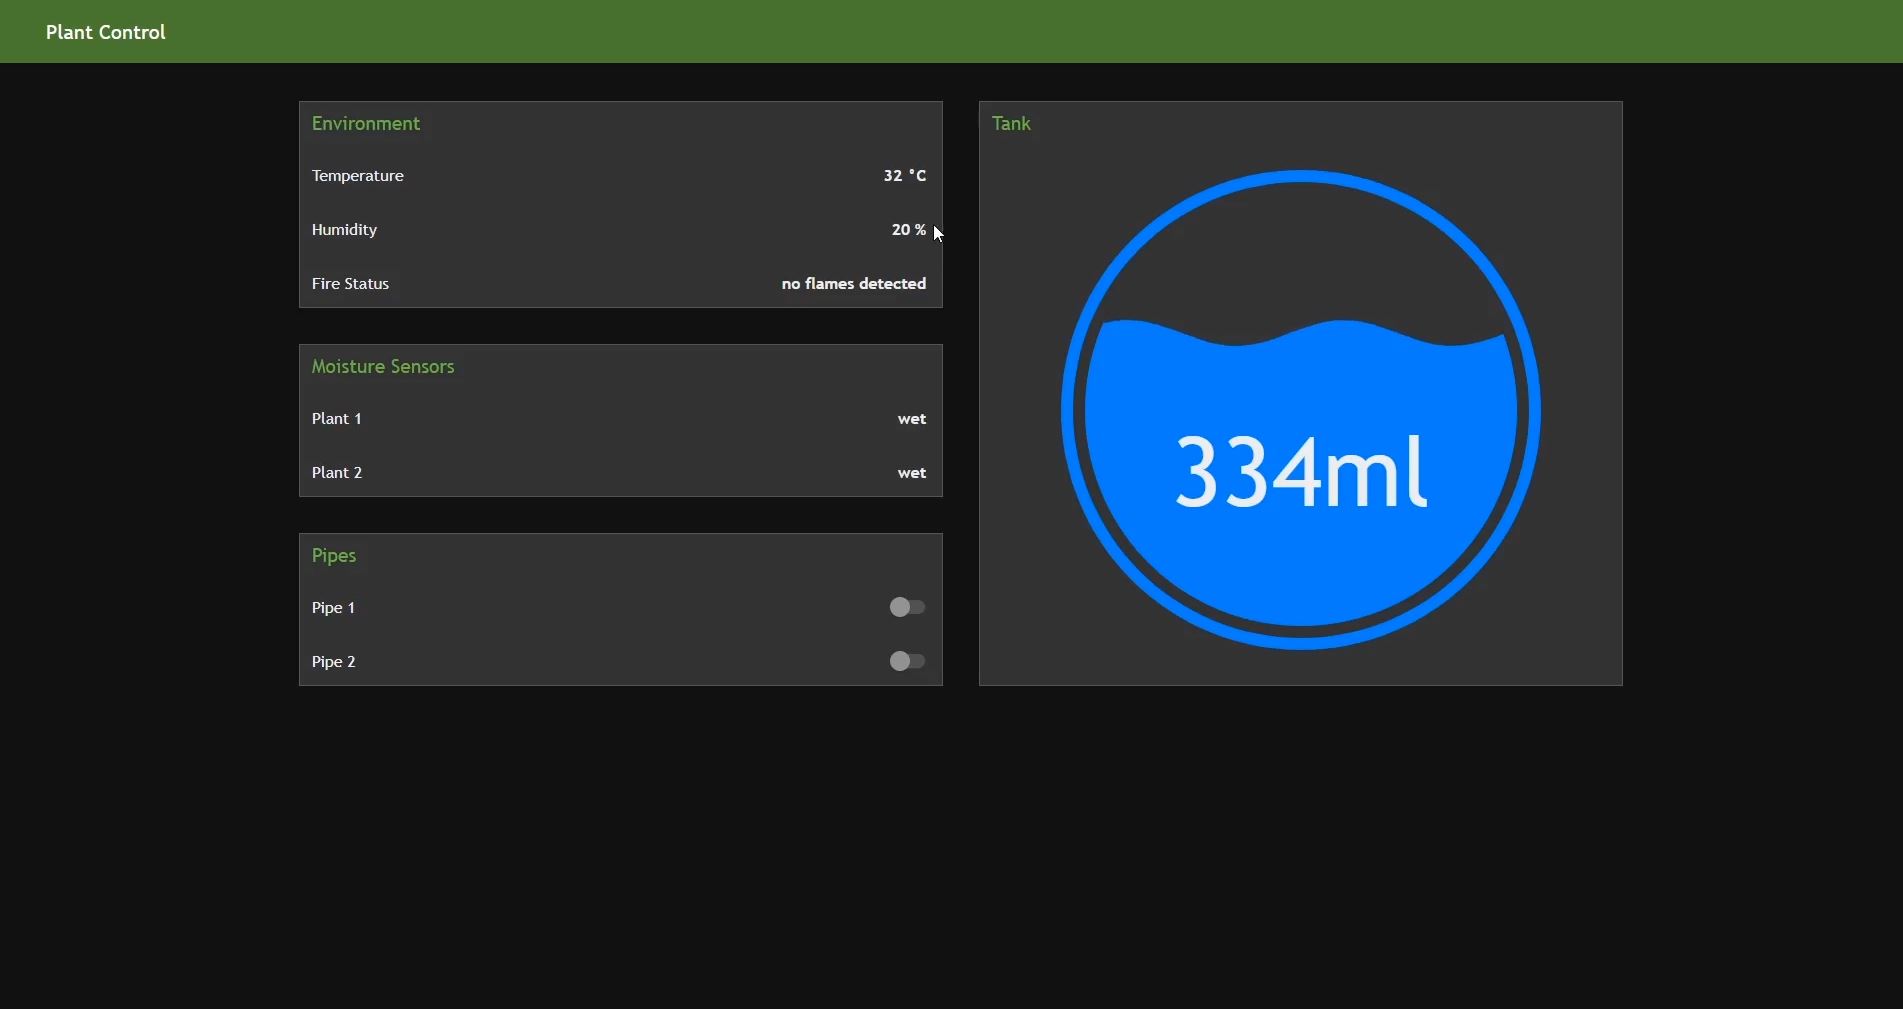 Plant Control
Environment
Temperature 32 °C
Humidity 20 %
Fire Status no flames detected
Moisture Sensors
Plant 1 wet
Plant 2 wet
Pipes
Pipe 1
Pipe 2
Tank
334ml